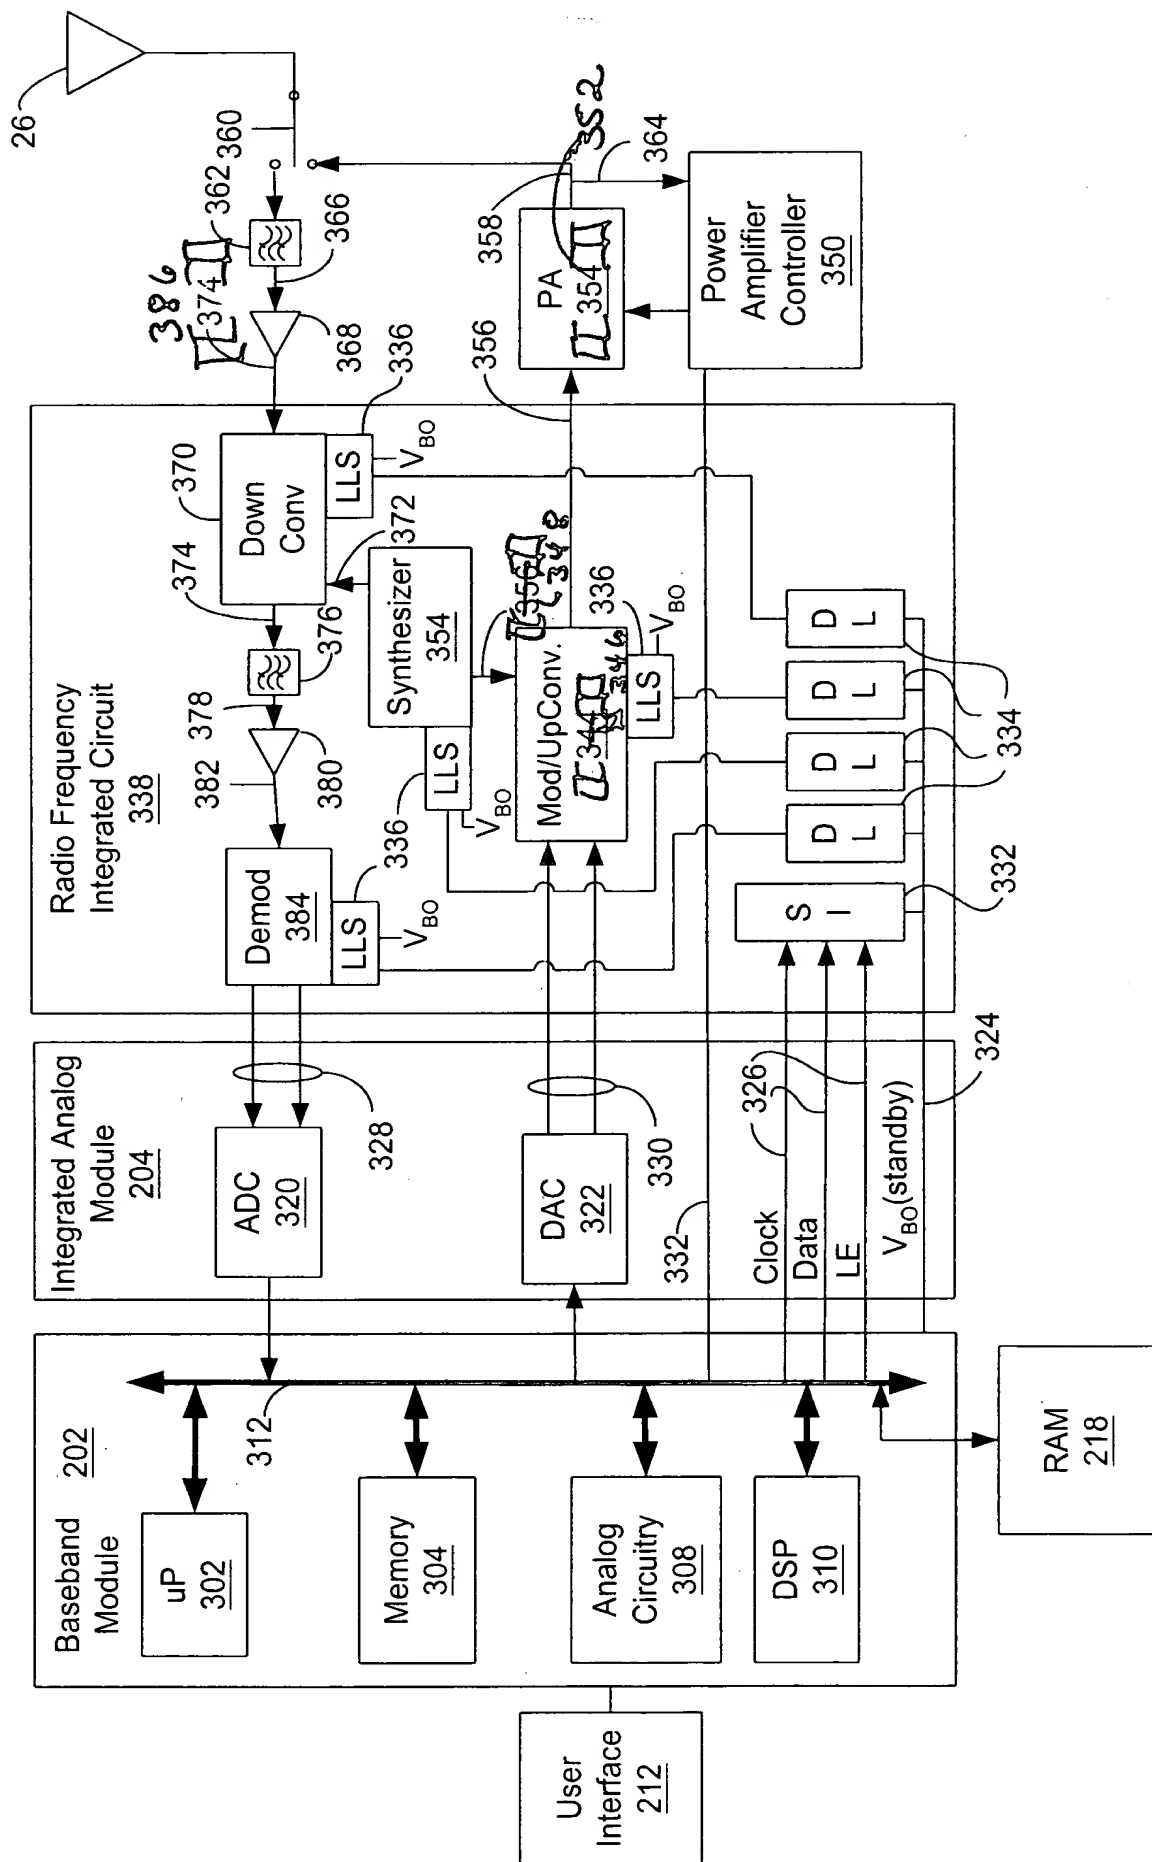 User
Interface
212
Baseband
Module
202
uP
302
312
Memory
304
Analog
Circuitry
308
DSP
310
RAM
218
Integrated Analog
Module
204
ADC
320
328
DAC
322
330
332
Clock
Data
LE
326
V_BO(standby)
324
Radio Frequency
Integrated Circuit
338
Demod
384
LLS
336
V_BO
382
380
378
376
374
Down
Conv
370
LLS
336
V_BO
372
Synthesizer
354
LLS
336
V_BO
[356]
348
Mod/UpConv.
346
LLS
336
V_BO
S
I
332
D
L
D
L
D
L
D
L
334
386
[374]
368
366
362
360
26
356
PA
[354]
352
358
364
Power
Amplifier
Controller
350